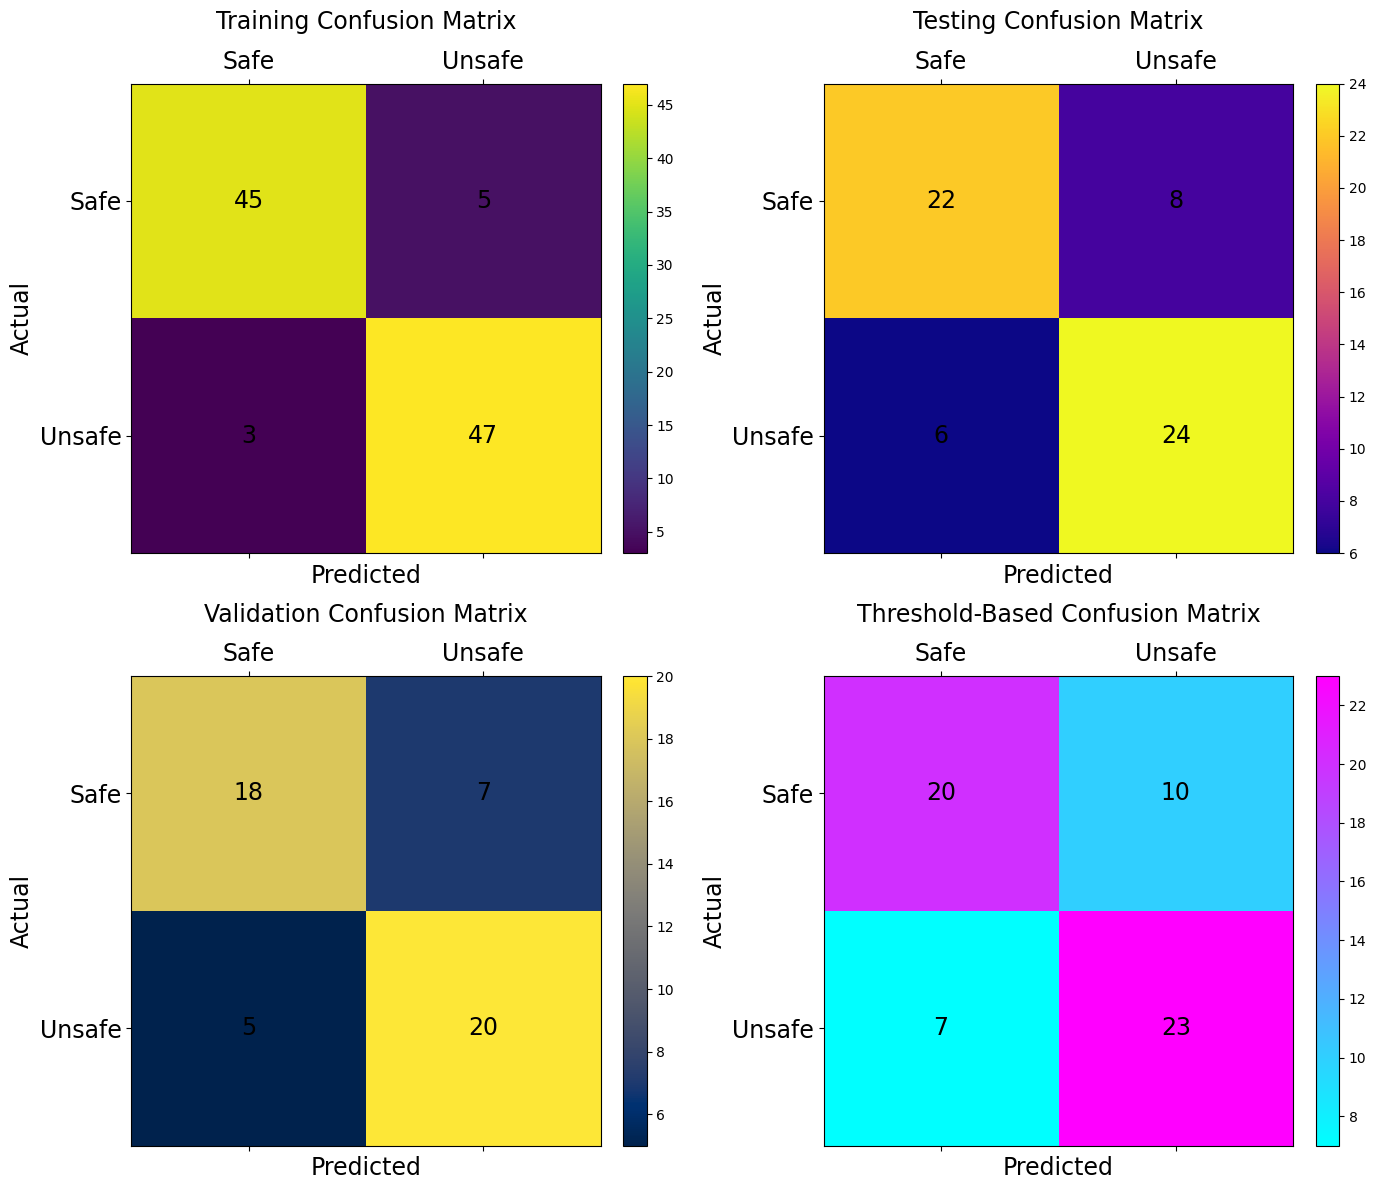 Training Confusion Matrix
Safe Unsafe
45
40
35
30
25
20
15
10
5
Safe 45 5
Unsafe 3 47
Actual
Predicted
Testing Confusion Matrix
Safe Unsafe
24
22
20
18
16
14
12
10
8
6
Safe 22 8
Unsafe 6 24
Actual
Predicted
Validation Confusion Matrix
Safe Unsafe
20
18
16
14
12
10
8
6
Safe 18 7
Unsafe 5 20
Actual
Predicted
Threshold-Based Confusion Matrix
Safe Unsafe
22
20
18
16
14
12
10
8
Safe 20 10
Unsafe 7 23
Actual
Predicted